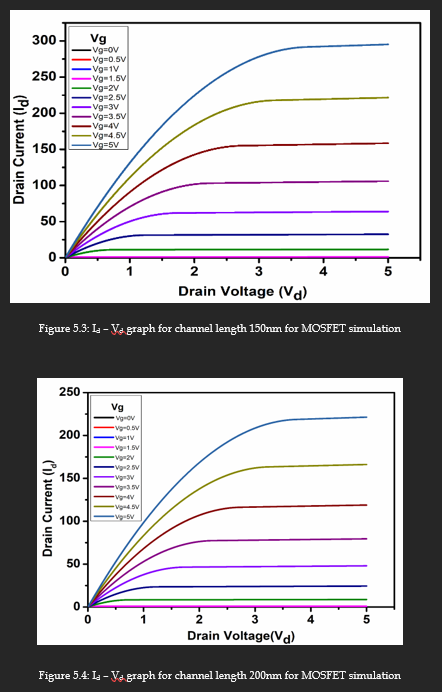 Vg
Vg=0V
Vg=0.5V
Vg=1V
Vg=1.5V
Vg=2V
Vg=2.5V
Vg=3V
Vg=3.5V
Vg=4V
Vg=4.5V
Vg=5V
300
250
200
150
100
50
0
Drain Current (Id)
0 1 2 3 4 5
Drain Voltage (Vd)
Figure 5.3: Id – Vd graph for channel length 150nm for MOSFET simulation
Vg
Vg=0V
Vg=0.5V
Vg=1V
Vg=1.5V
Vg=2V
Vg=2.5V
Vg=3V
Vg=3.5V
Vg=4V
Vg=4.5V
Vg=5V
250
200
150
100
50
0
Drain Current (Id)
0 1 2 3 4 5
Drain Voltage(Vd)
Figure 5.4: Id – Vd graph for channel length 200nm for MOSFET simulation